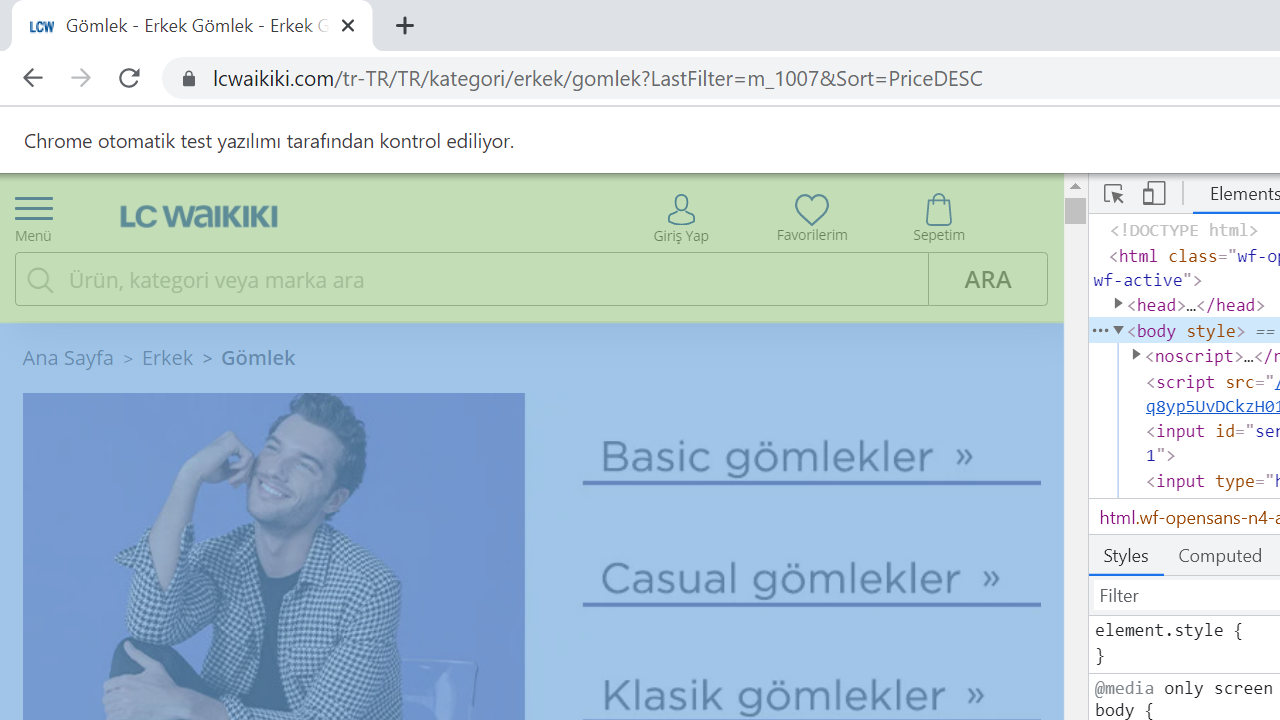 LCW Gömlek - Erkek Gömlek - Erkek G
lcwaikiki.com/tr-TR/TR/kategori/erkek/gomlek?LastFilter=m_1007&Sort=PriceDESC
Chrome otomatik test yazılımı tarafından kontrol ediliyor.
Menü
LC WAIKIKI
Giriş Yap
Favorilerim
Sepetim
Ürün, kategori veya marka ara
ARA
Ana Sayfa > Erkek > Gömlek
Basic gömlekler »
Casual gömlekler »
Klasik gömlekler »
Elements
<!DOCTYPE html>
<html class="wf-op
wf-active">
<head>…</head>
<body style> ==
<noscript>…</n
<script src="/
q8yp5UvDCkzH01
<input id="ser
1">
<input type="h
html.wf-opensans-n4-a
Styles Computed
Filter
element.style {
}
@media only screen
body {